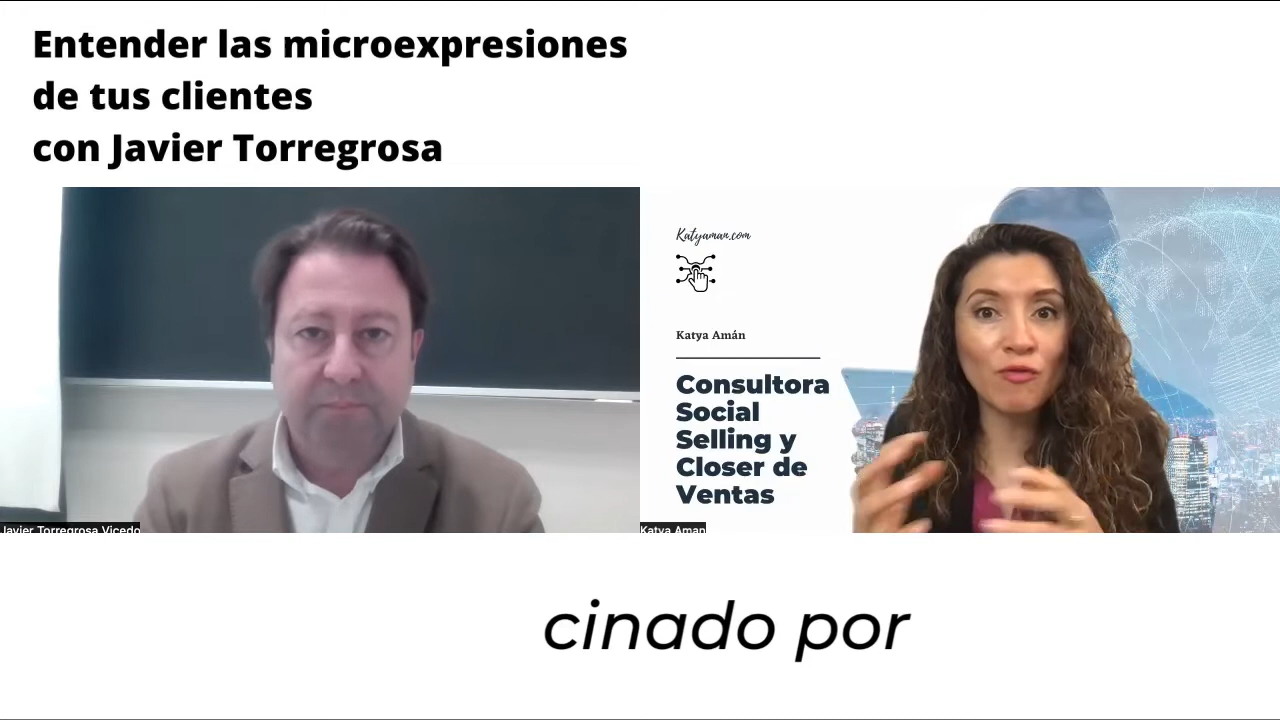 Entender las microexpresiones
de tus clientes
con Javier Torregrosa
Katyaman.com
Katya Amán
Consultora
Social
Selling y
Closer de
Ventas
Javier Torregrosa Vicedo
Katya Aman
cinado por